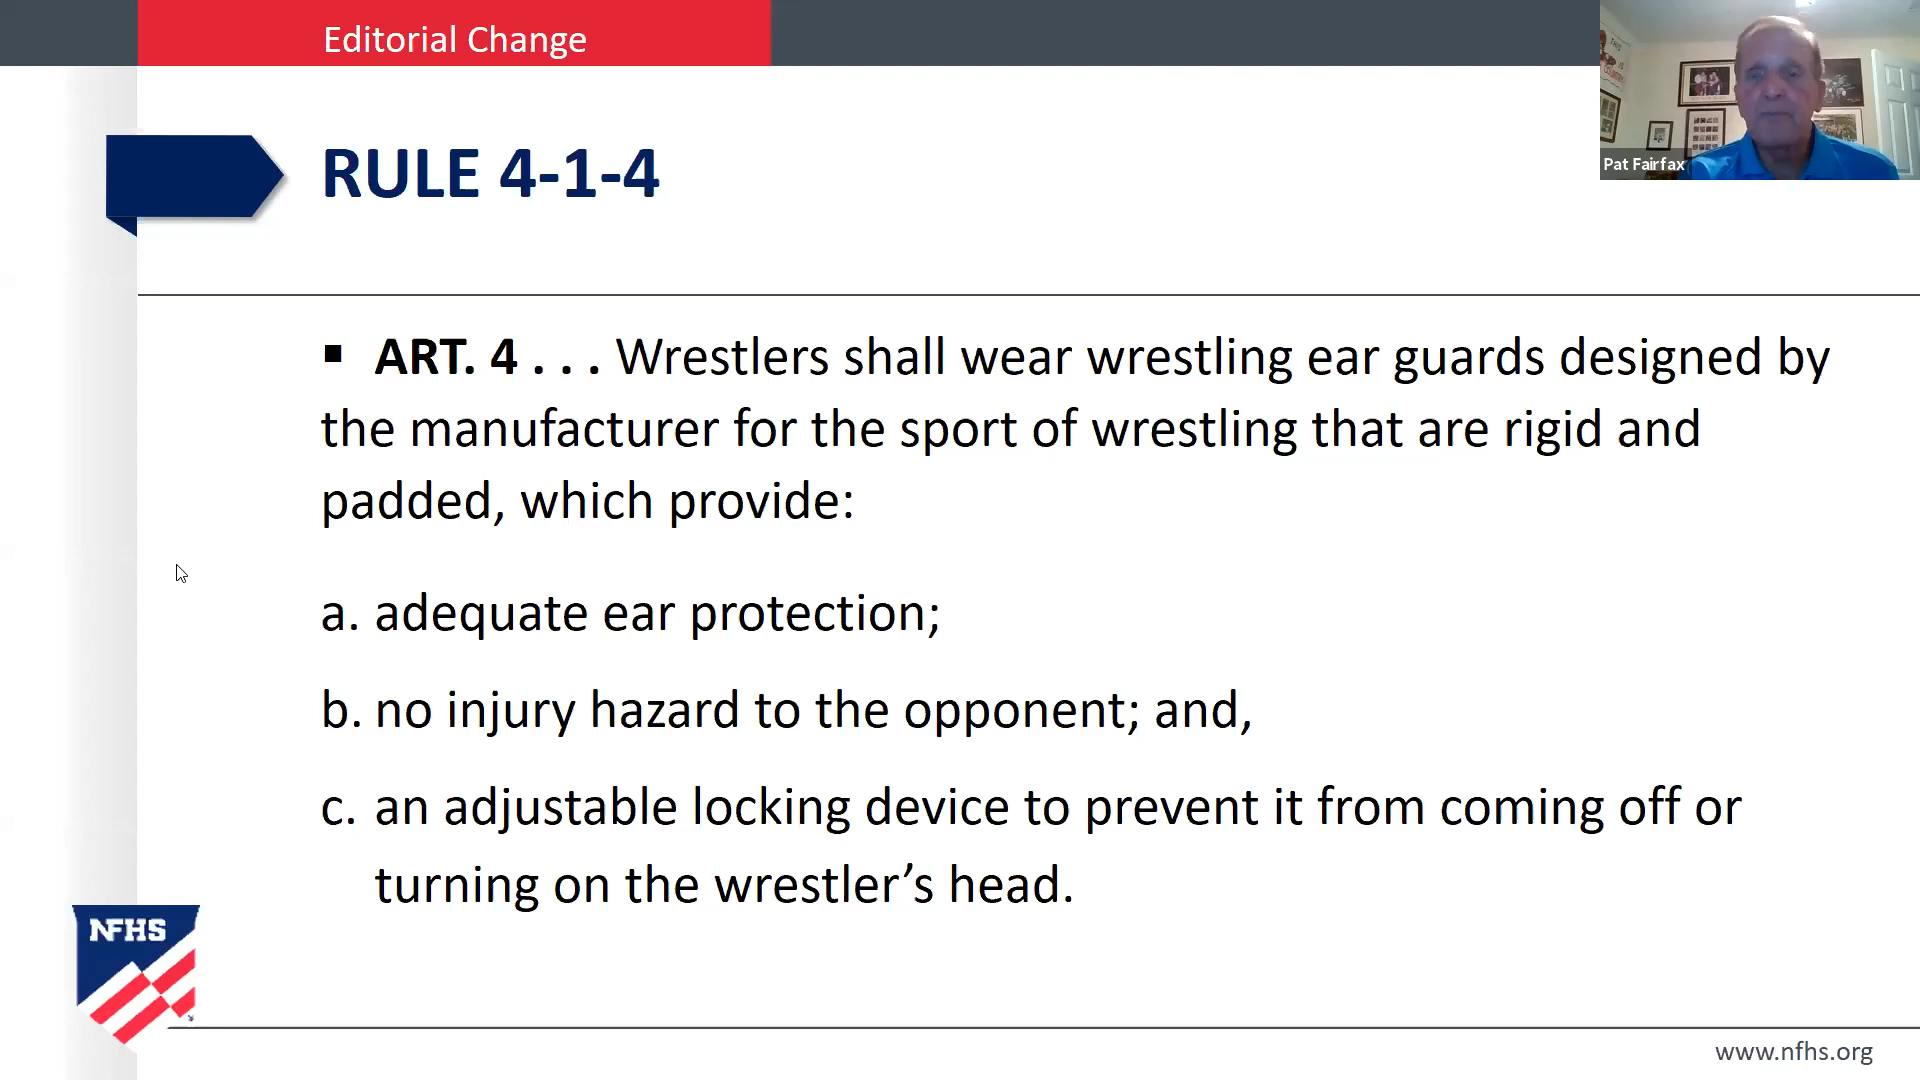 Editorial Change
Pat Fairfax
RULE 4-1-4
▪ ART. 4 . . . Wrestlers shall wear wrestling ear guards designed by
the manufacturer for the sport of wrestling that are rigid and
padded, which provide:
a. adequate ear protection;
b. no injury hazard to the opponent; and,
c. an adjustable locking device to prevent it from coming off or
turning on the wrestler’s head.
NFHS
www.nfhs.org